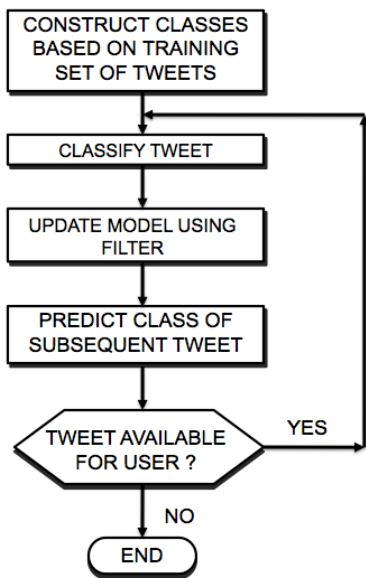 CONSTRUCT CLASSES
BASED ON TRAINING
SET OF TWEETS
CLASSIFY TWEET
UPDATE MODEL USING
FILTER
PREDICT CLASS OF
SUBSEQUENT TWEET
TWEET AVAILABLE
FOR USER ?
YES
NO
END